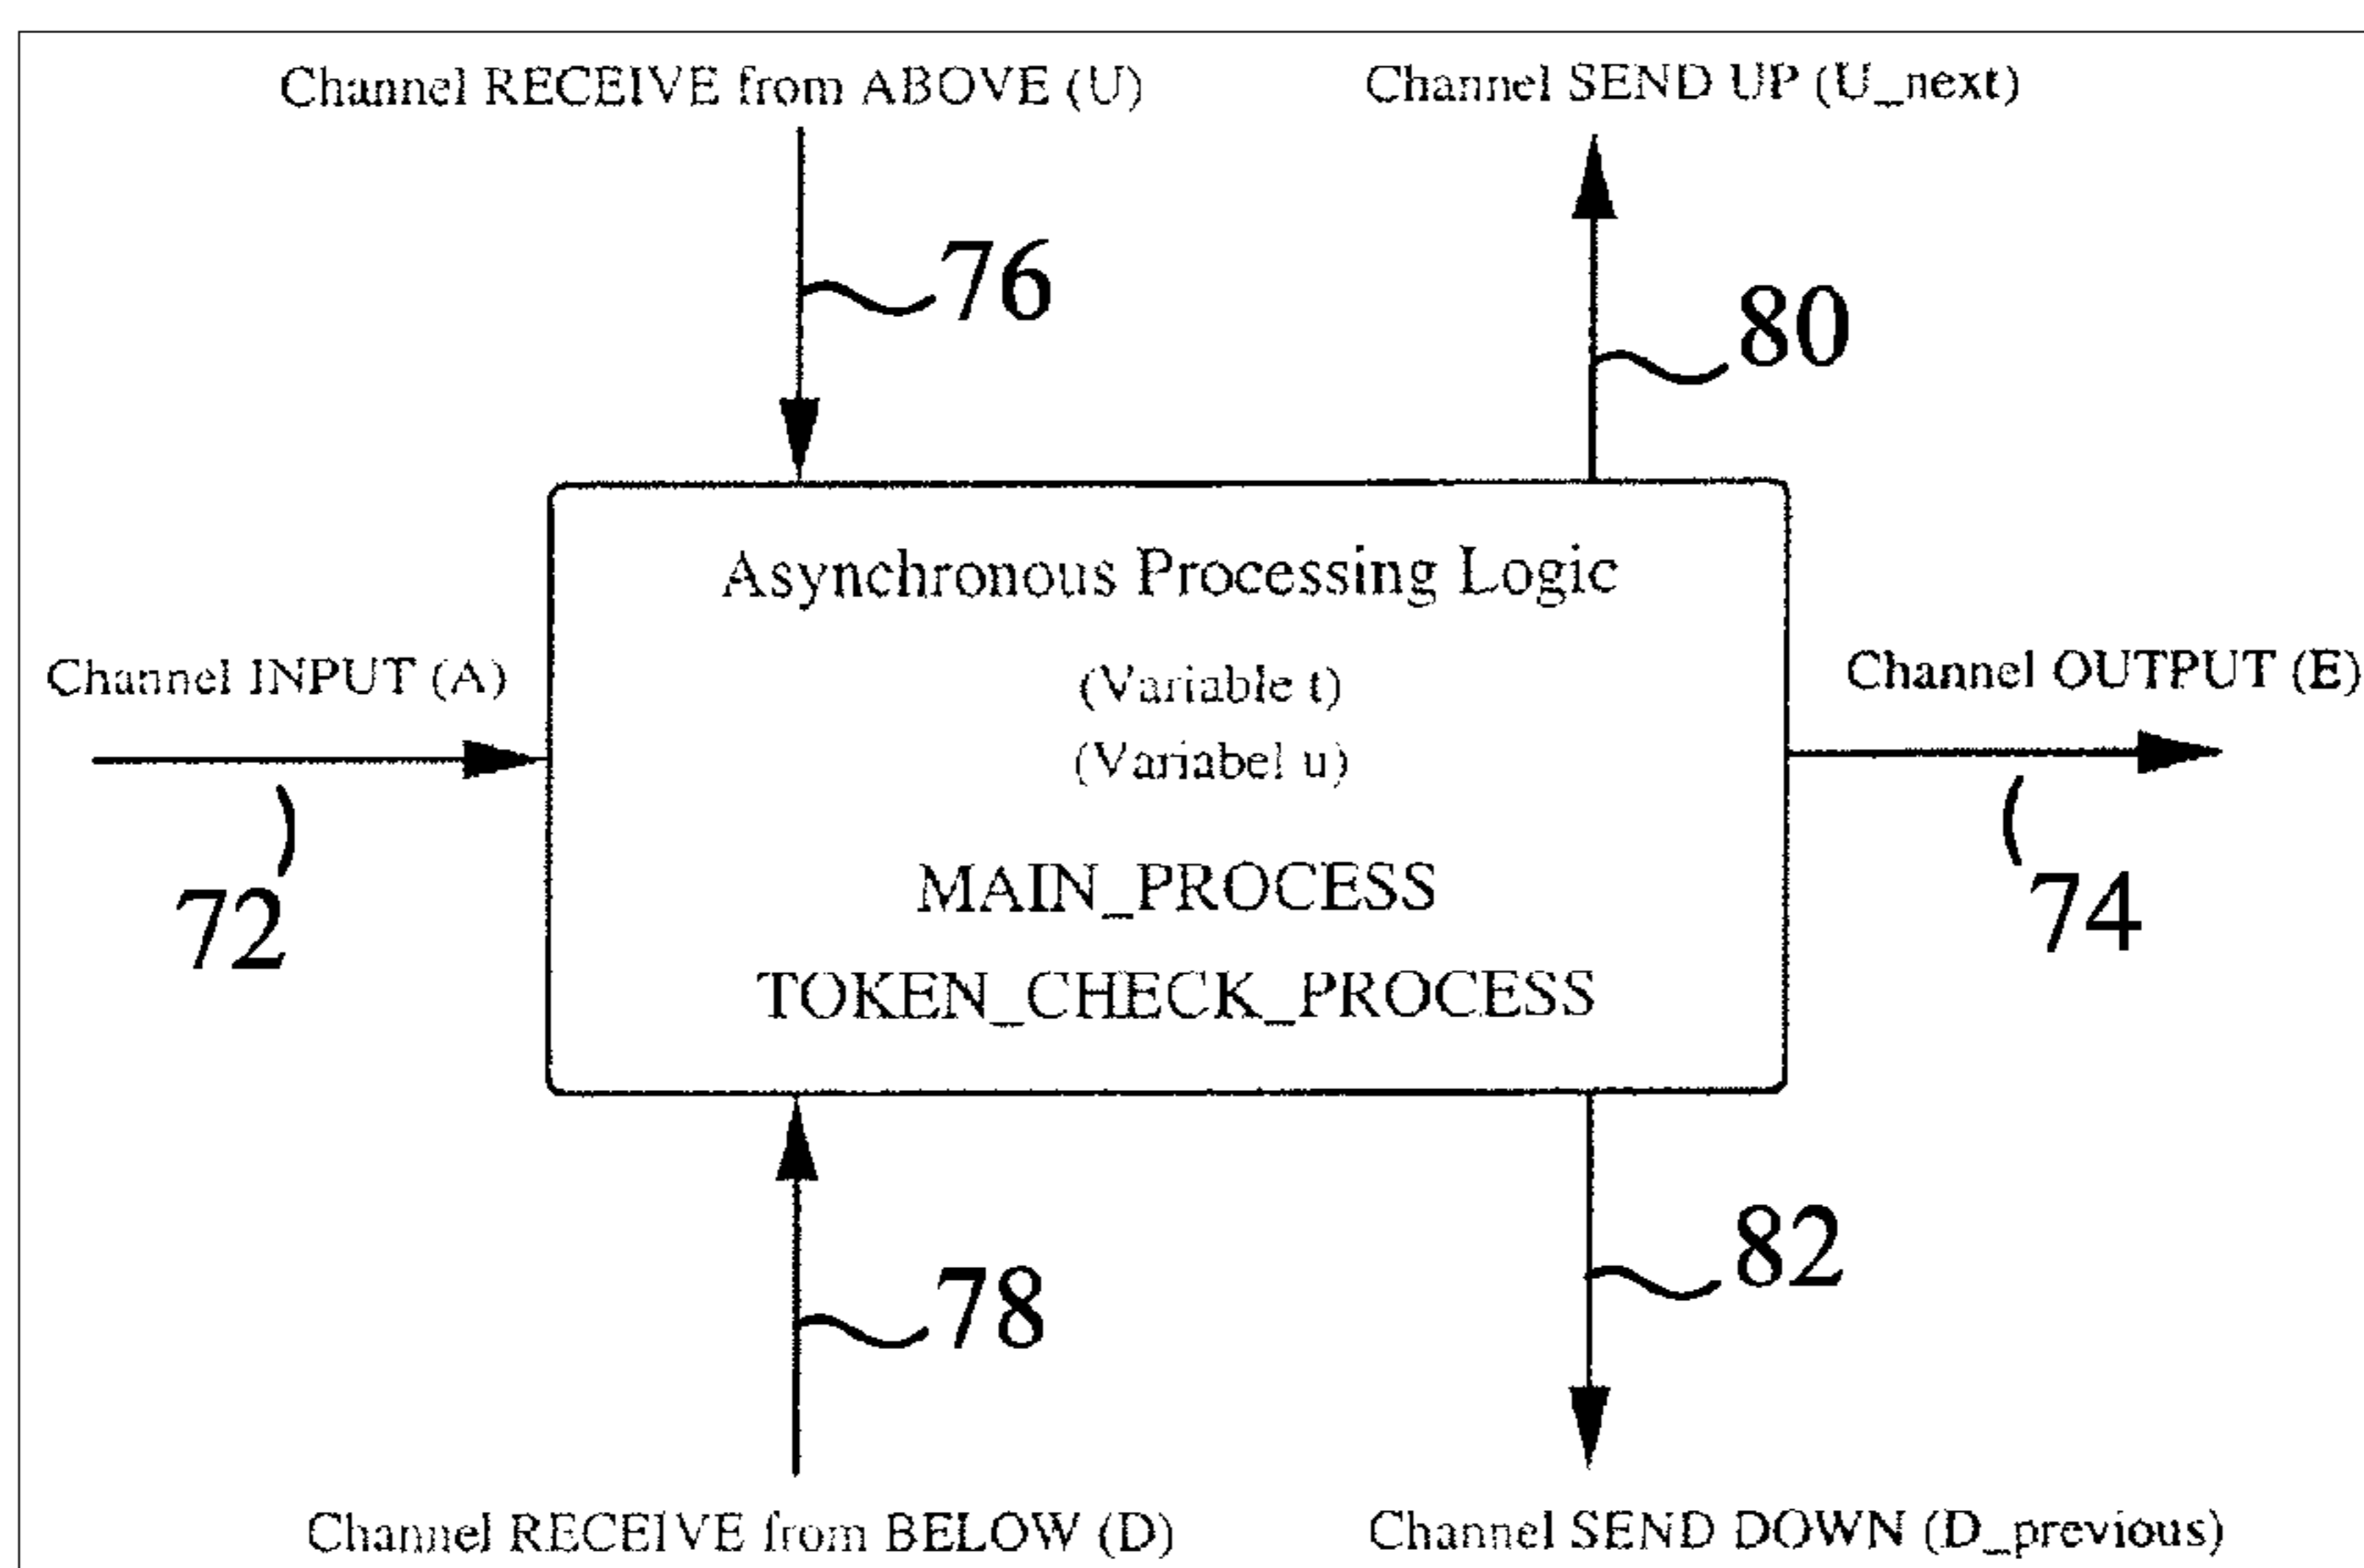 Channel RECEIVE from ABOVE (U)
Channel SEND UP (U_next)
76
80
Asynchronous Processing Logic
(Variable t)
(Variabel u)
MAIN_PROCESS
TOKEN_CHECK_PROCESS
Channel INPUT (A)
72
Channel OUTPUT (E)
74
78
82
Channel RECEIVE from BELOW (D)
Channel SEND DOWN (D_previous)